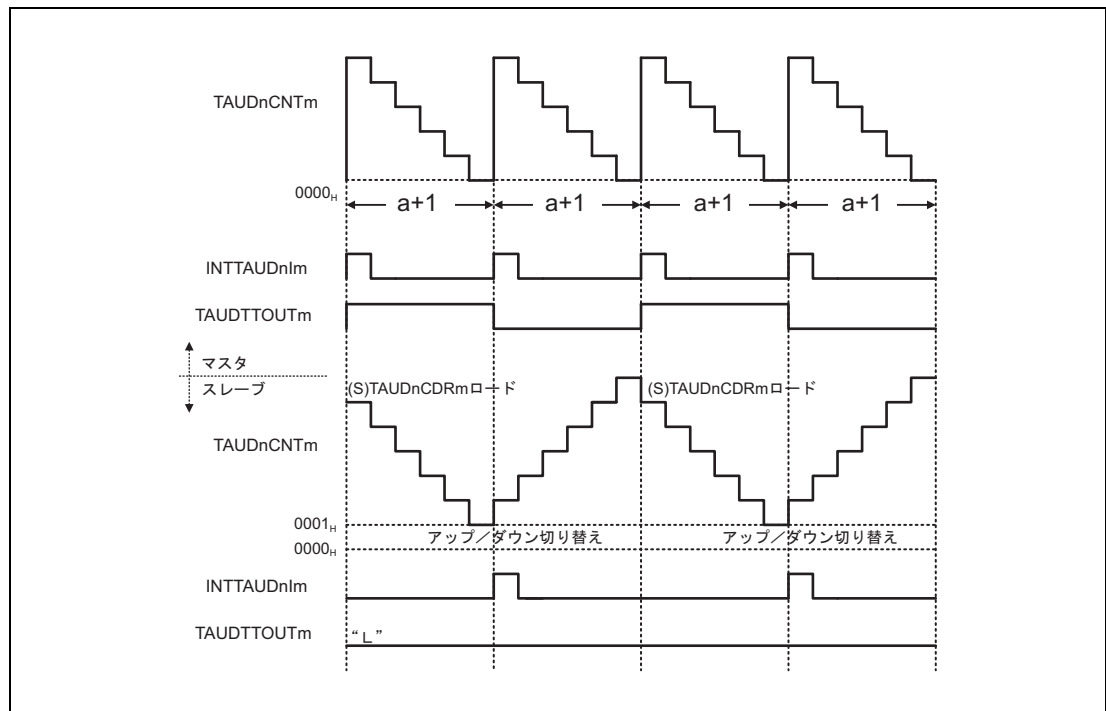 TAUDnCNTm
0000H
a+1 a+1 a+1 a+1
INTTAUDnIm
TAUDTTOUTm
マスタ
スレーブ
(S)TAUDnCDRmロード (S)TAUDnCDRmロード
TAUDnCNTm
0001H
アップ／ダウン切り替え アップ／ダウン切り替え
0000H
INTTAUDnIm
TAUDTTOUTm
“L”